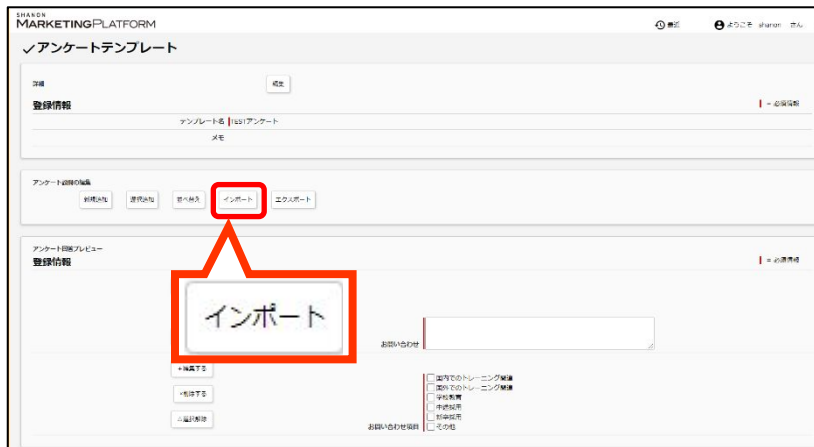 SHANON
MARKETINGPLATFORM
最近
ようこそ shanon さん
アンケートテンプレート
詳細
編集
登録情報
= 必須情報
テンプレート名 TESTアンケート
メモ
アンケート設問の編集
新規追加 選択追加 並べ替え インポート エクスポート
アンケート回答プレビュー
登録情報
= 必須情報
インポート
お問い合わせ
+編集する
×削除する
△選択解除
国内でのトレーニング関連
国外でのトレーニング関連
学校教育
中途採用
新卒採用
お問い合わせ項目 その他